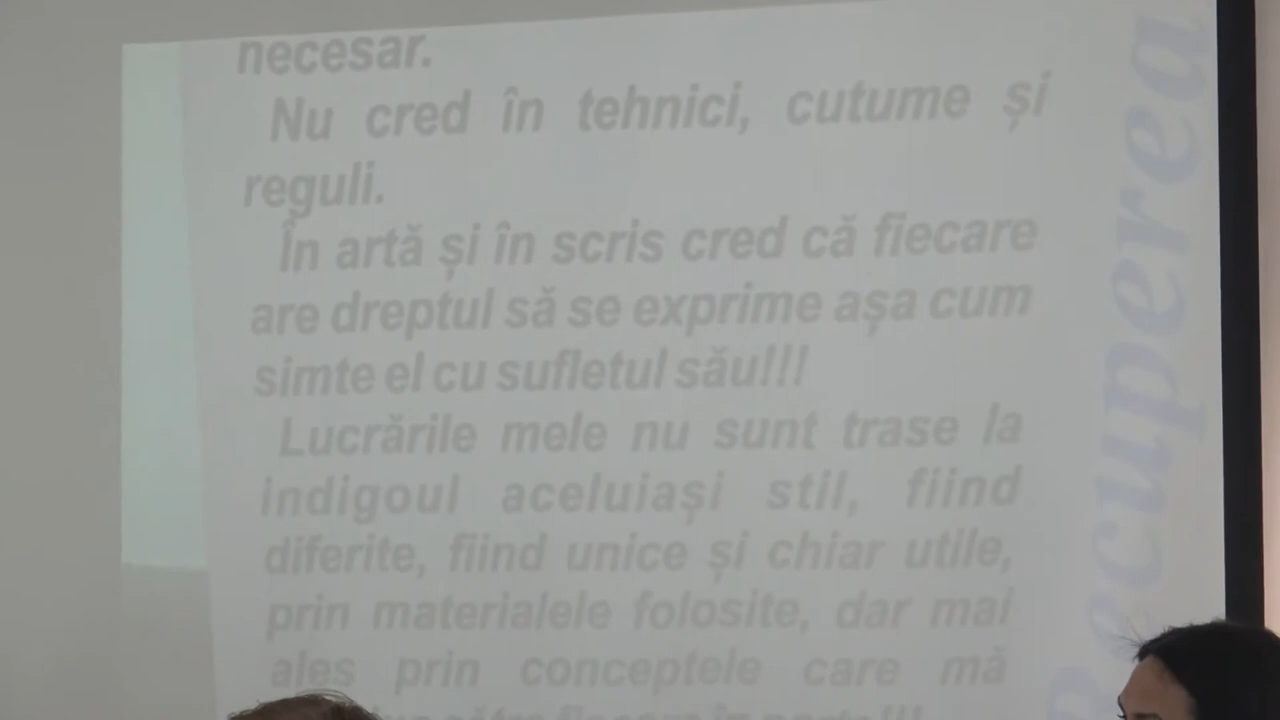 necesar.
Nu cred în tehnici, cutume și
reguli.
În artă și în scris cred că fiecare
are dreptul să se exprime așa cum
simte el cu sufletul său!!!
Lucrările mele nu sunt trase la
indigoul aceluiași stil, fiind
diferite, fiind unice și chiar utile,
prin materialele folosite, dar mai
ales prin conceptele care mă
Recuperea